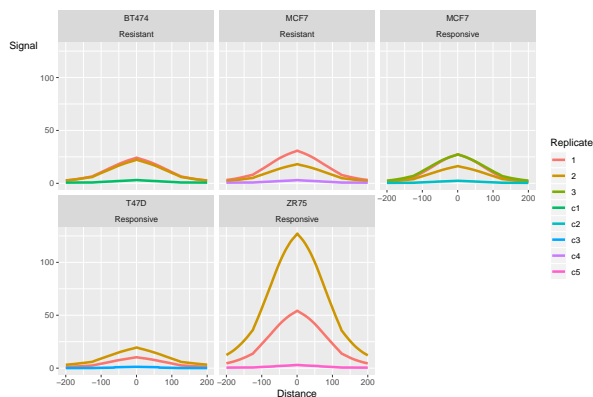 BT474
MCF7
MCF7
Resistant
Resistant
Responsive
Signal
100
50
0
−200
−100
0
100
200
T47D
ZR75
Responsive
Responsive
100
50
0
−200
−100
0
100
200
−200
−100
0
100
200
Distance
Replicate
1
2
3
c1
c2
c3
c4
c5